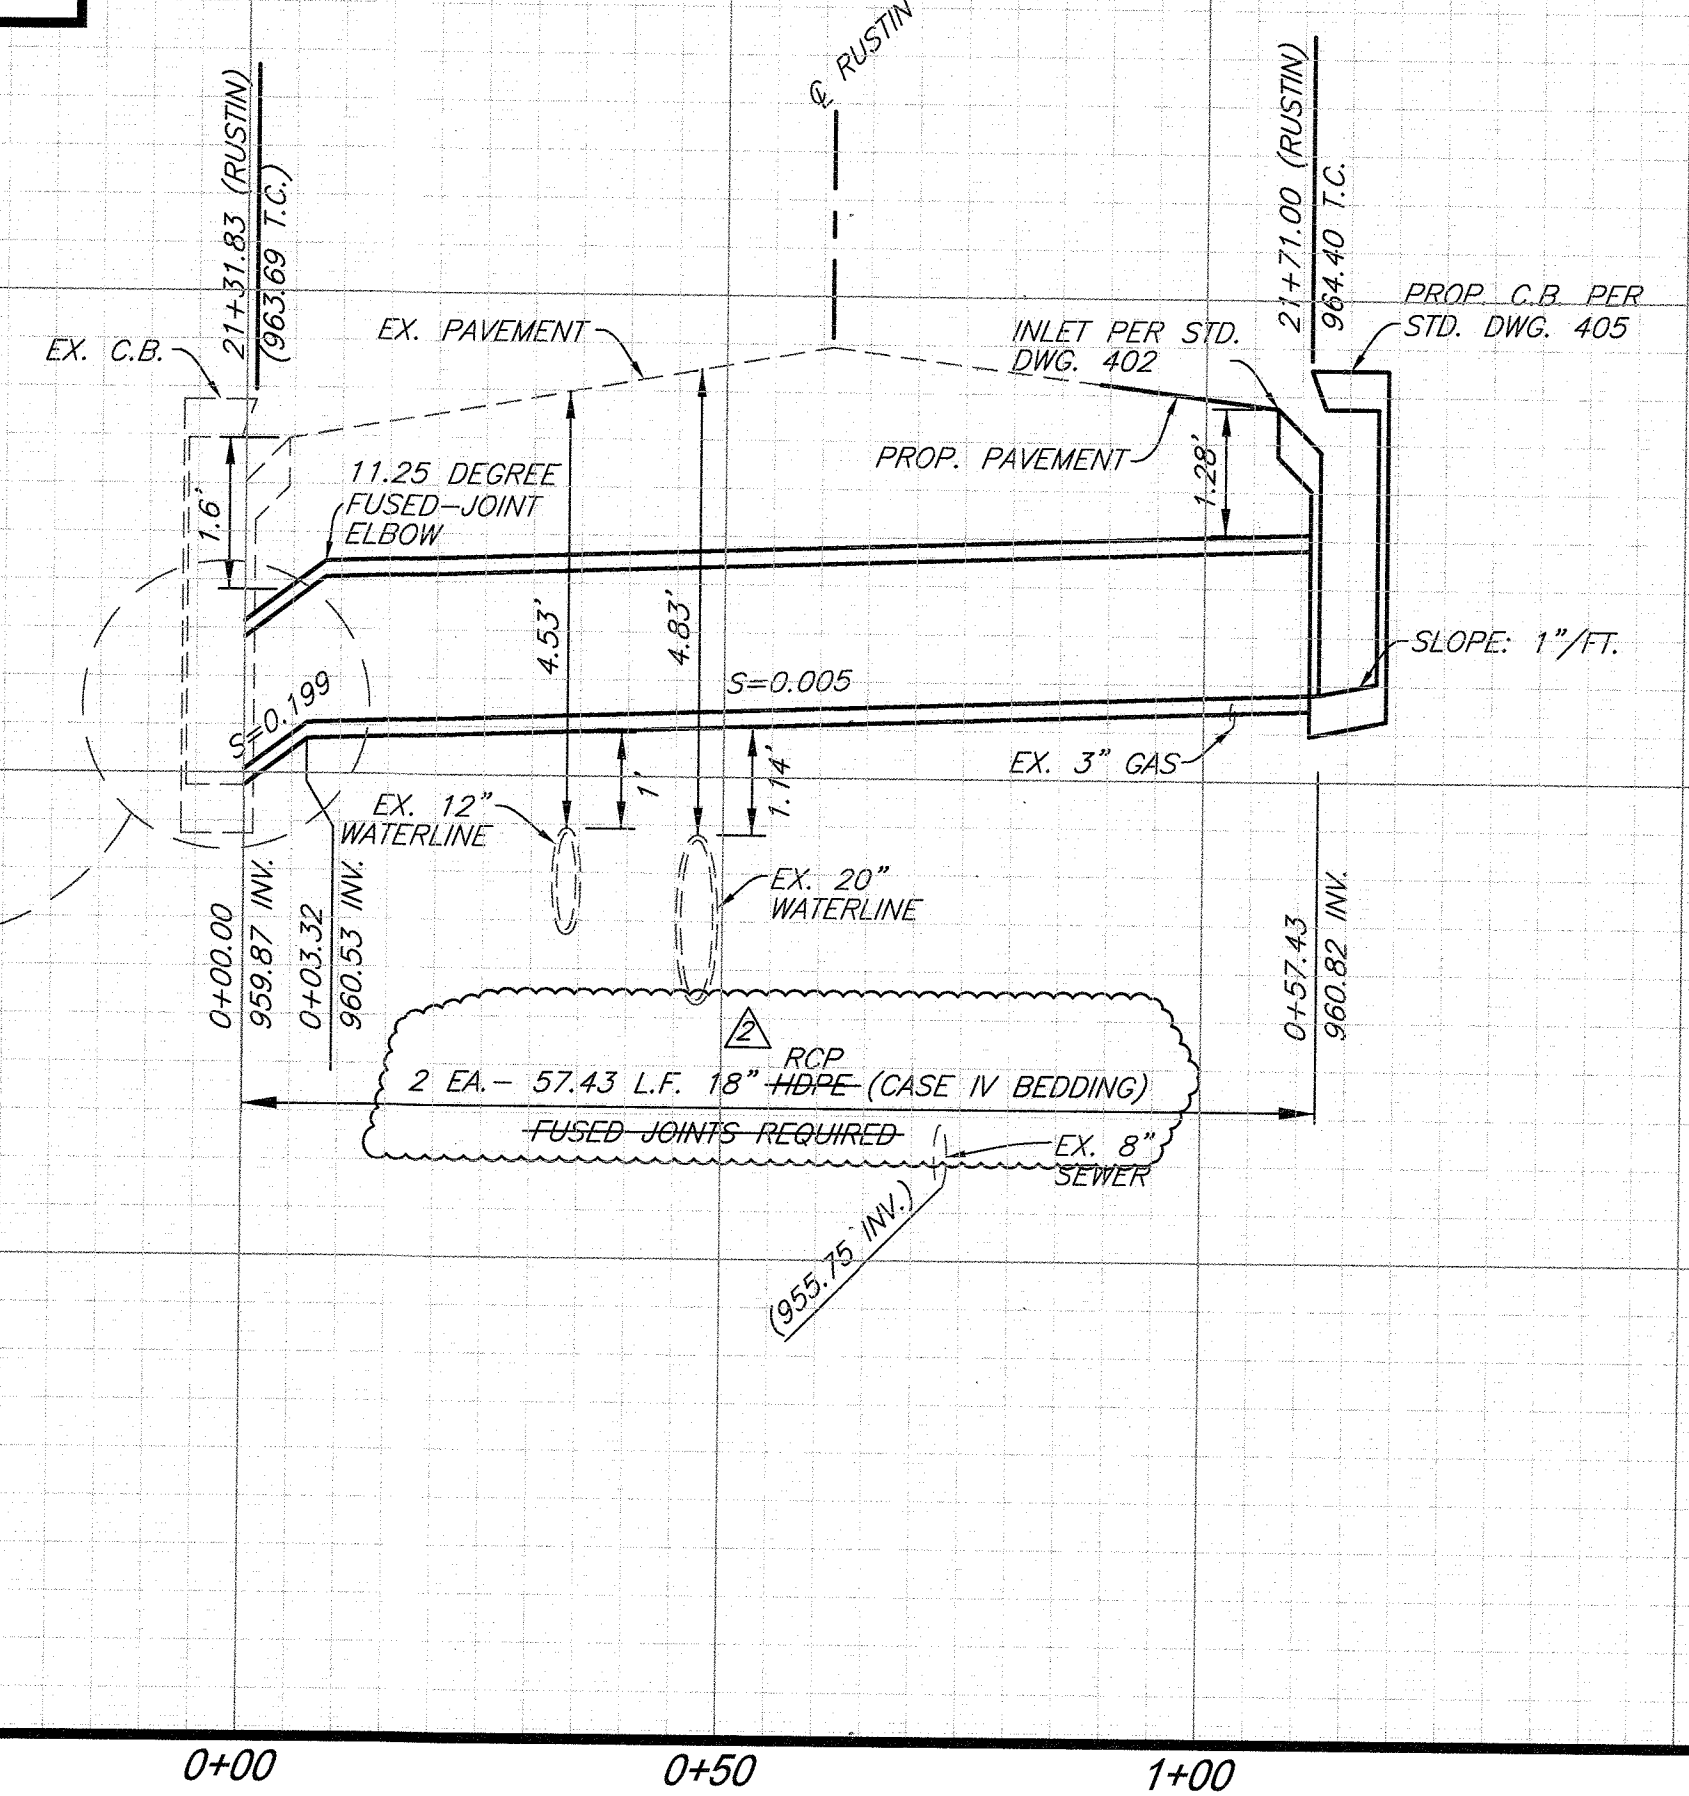 ℄ RUSTIN
21+31.83 (RUSTIN)
(963.69 T.C.)
21+71.00 (RUSTIN)
964.40 T.C.
EX. C.B.
EX. PAVEMENT
INLET PER STD.
DWG. 402
PROP. C.B. PER
STD. DWG. 405
PROP. PAVEMENT
1.28'
1.6'
11.25 DEGREE
FUSED-JOINT
ELBOW
4.53'
4.83'
S=0.005
SLOPE: 1"/FT.
S=0.199
EX. 3" GAS
1'
1.14'
EX. 12"
WATERLINE
EX. 20"
WATERLINE
0+00.00
959.87 INV.
0+03.32
960.53 INV.
0+57.43
960.82 INV.
2
RCP
2 EA.- 57.43 L.F. 18" HDPE (CASE IV BEDDING)
FUSED JOINTS REQUIRED
EX. 8"
SEWER
(955.75 INV.)
0+00
0+50
1+00